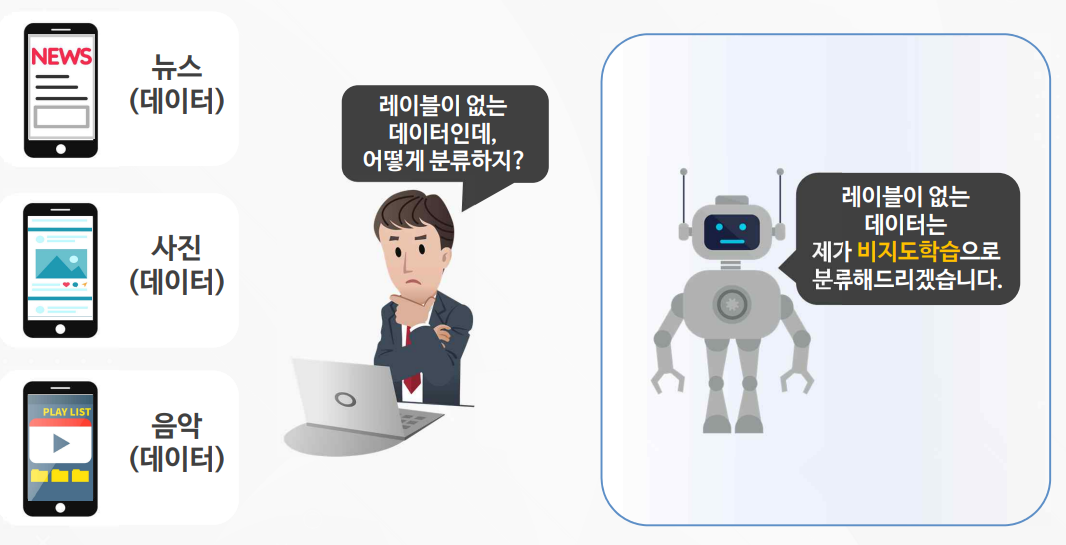 NEWS
뉴스
(데이터)
사진
(데이터)
PLAY LIST
음악
(데이터)
레이블이 없는
데이터인데,
어떻게 분류하지?
레이블이 없는
데이터는
제가 비지도학습으로
분류해드리겠습니다.